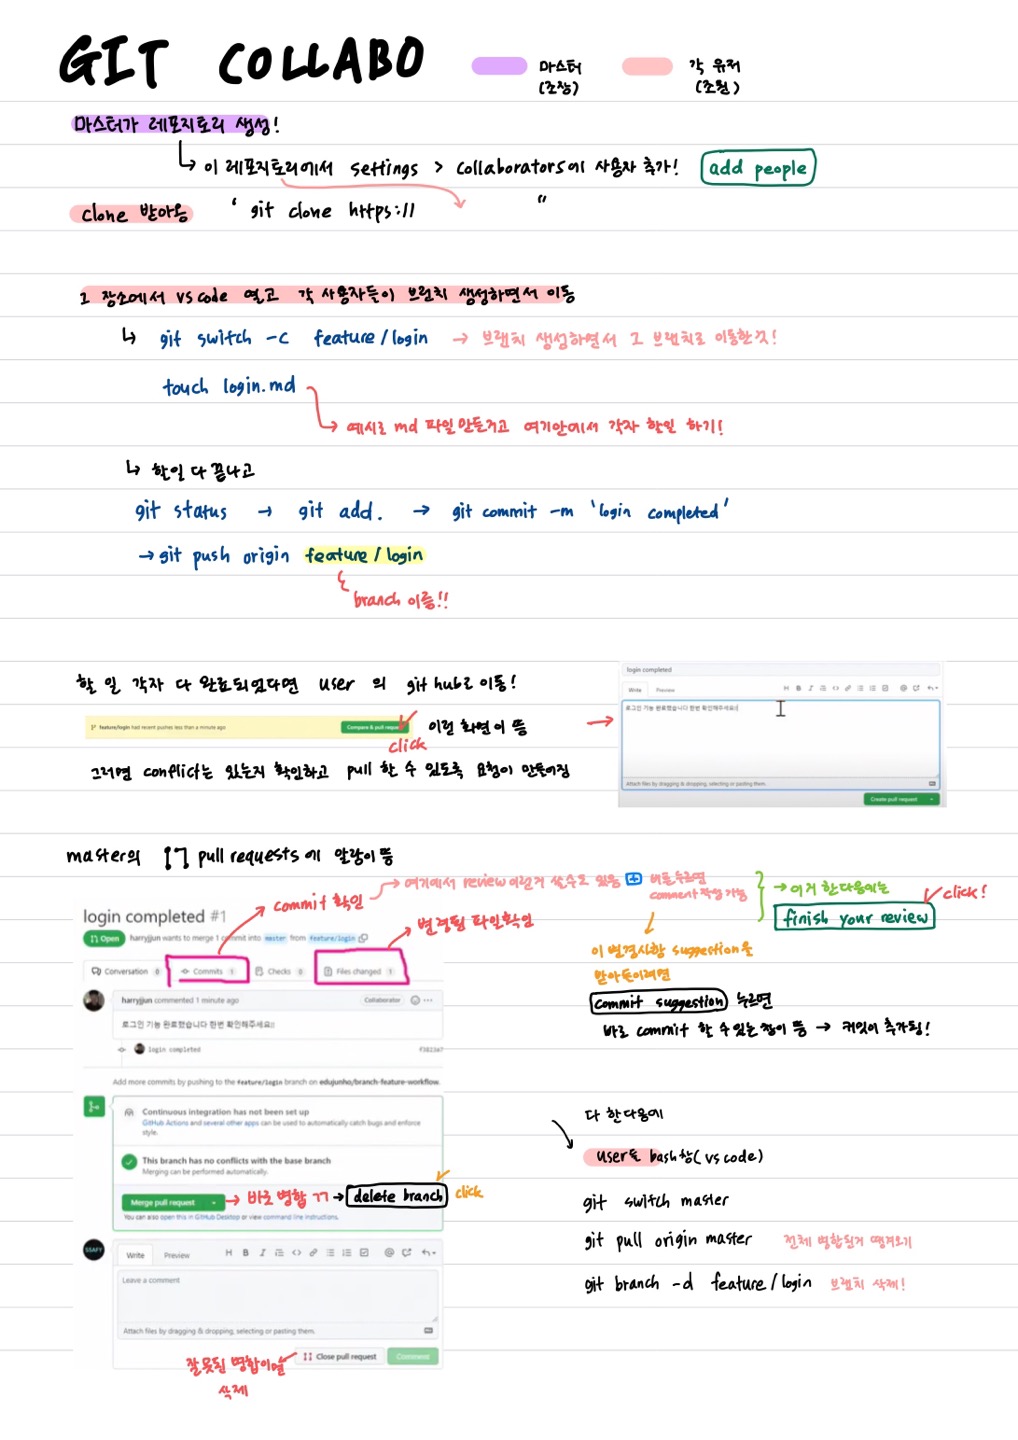 GIT COLLABO
마스터 (조장)
각 유저 (조원)
마스터가 레포지토리 생성!
↳ 이 레포지토리에서 settings > collaborators에 사용자 추가! add people
clone 받아옴 ' git clone https:// "
그 장소에서 vs code 열고 각 사용자들이 브런치 생성하면서 이동
↳ git switch -c feature/login → 브랜치 생성하면서 그 브랜치로 이동한것!
touch login.md
→ 예시로 md 파일만든거고 여기안에서 각자 할일 하기!
↳ 할일 다 끝나고
git status → git add. → git commit -m 'login completed'
→ git push origin feature/login
branch 이름!!
할 일 각자 다 완료되었다면 user 의 git hub로 이동!
feature/login had recent pushes less than a minute ago Compare & pull request
click
이런 화면이 뜸 →
login completed
Write Preview
로그인 기능 완료했습니다 한번 확인해주세요!!
Attach files by dragging & dropping, selecting or pasting them.
Create pull request
그러면 conflict는 있는지 확인하고 pull 할 수 있도록 요청이 만들어짐
master의 pull requests에 알람이 뜸
→ commit 확인 → 여기에서 review 이런거 쓸수도 있음 + 버튼누르면 comment 작성 가능
→ 이거 한다음에는 finish your review click!
→ 변경된 파일확인
login completed #1
Open harryjjun wants to merge 1 commit into master from feature/login
Conversation 0 Commits 1 Checks 0 Files changed 1
harryjjun commented 1 minute ago Collaborator
로그인 기능 완료했습니다 한번 확인해주세요!!
login completed
이 변경사항 suggestion을
받아들이려면
commit suggestion 누르면
바로 commit 할 수 있는 창이 뜸 → 커밋이 추가됨!
Add more commits by pushing to the feature/login branch on edujunho/branch-feature-workflow.
Continuous integration has not been set up
GitHub Actions and several other apps can be used to automatically catch bugs and enforce style.
This branch has no conflicts with the base branch
Merging can be performed automatically.
Merge pull request → 바로 병합 ㄱㄱ → delete branch click
You can also open this in GitHub Desktop or view command line instructions.
SSAFY
Write Preview
Leave a comment
Attach files by dragging & dropping, selecting or pasting them.
Close pull request Comment
잘못된 병합이면
삭제
다 한다음에
user들 bash창(vs code)
git switch master
git pull origin master 전체 병합된거 땡겨오기
git branch -d feature/login 브랜치 삭제!